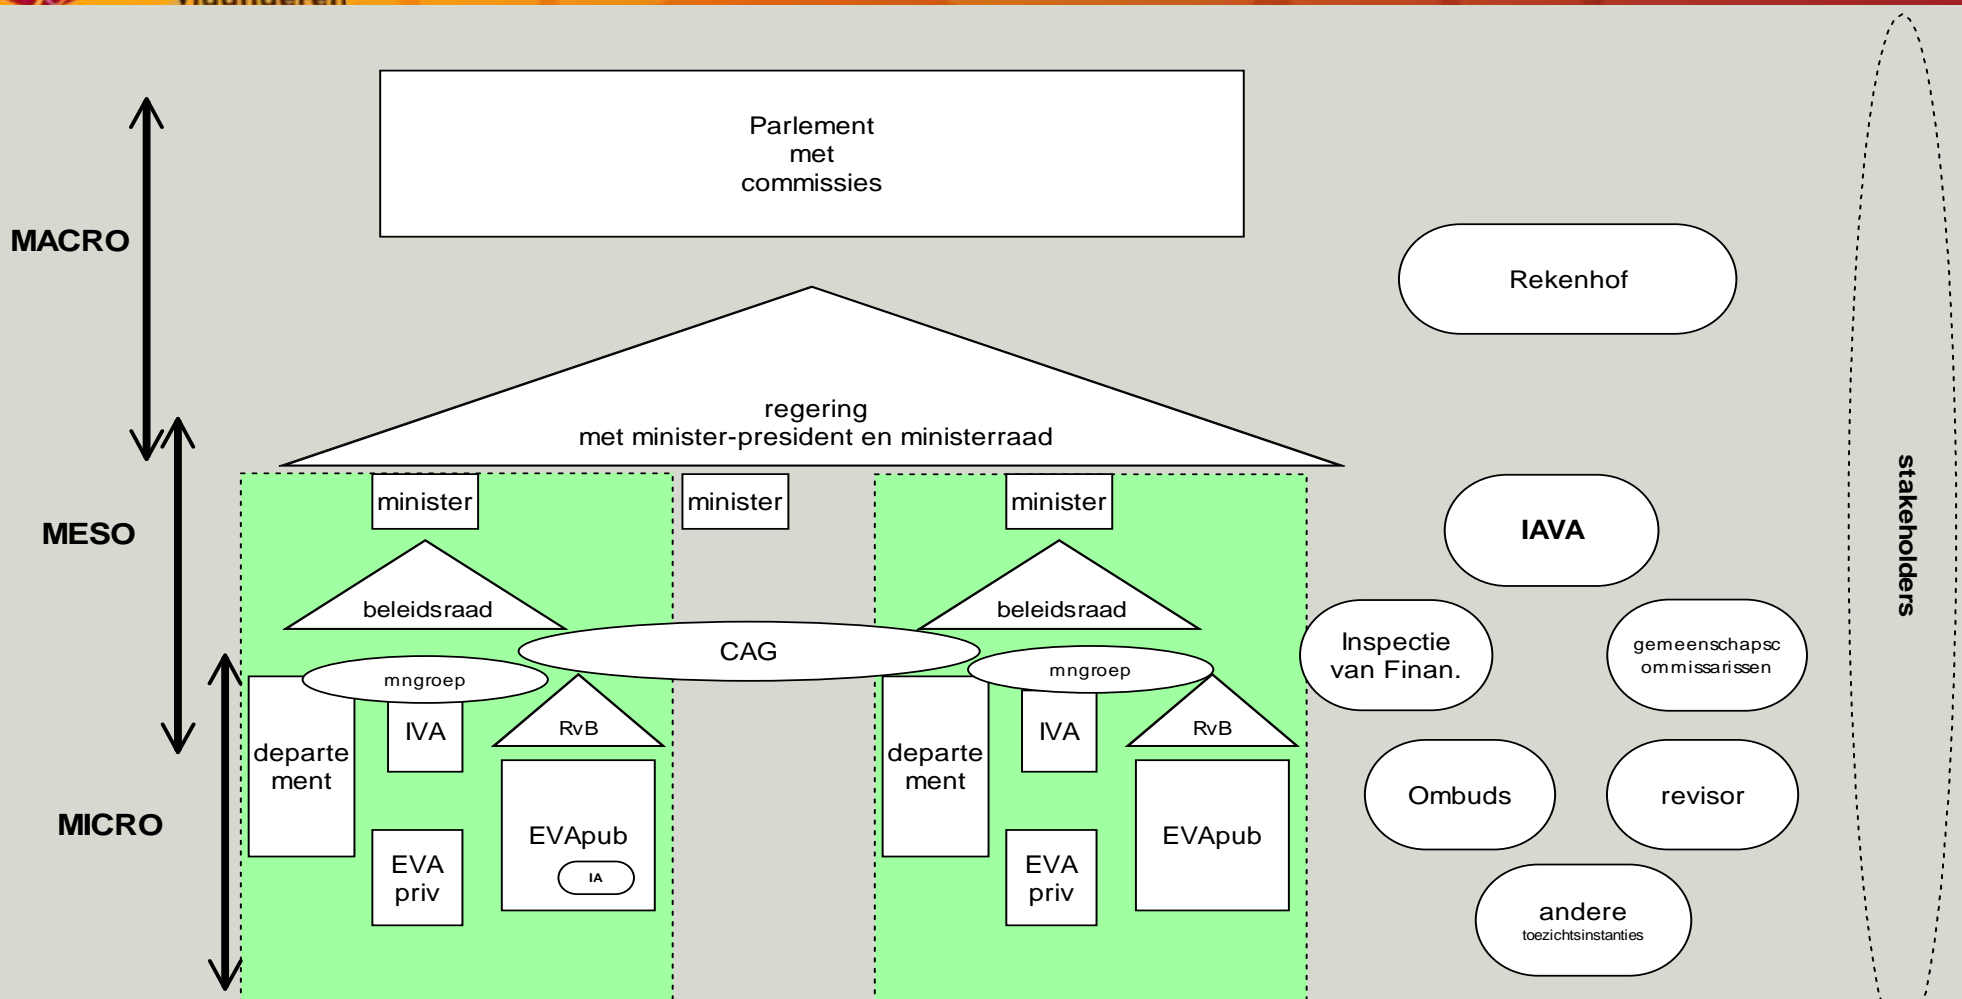 Vlaanderen
Parlement
met
commissies
MACRO
Rekenhof
regering
met minister-president en ministerraad
minister
minister
minister
MESO
IAVA
stakeholders
beleidsraad
beleidsraad
CAG
Inspectie
van Finan.
gemeenschapsc
ommissarissen
mngroep
mngroep
IVA
RvB
IVA
RvB
departe
ment
departe
ment
MICRO
EVApub
IA
EVApub
EVA
priv
EVA
priv
Ombuds
revisor
andere
toezichtsinstanties